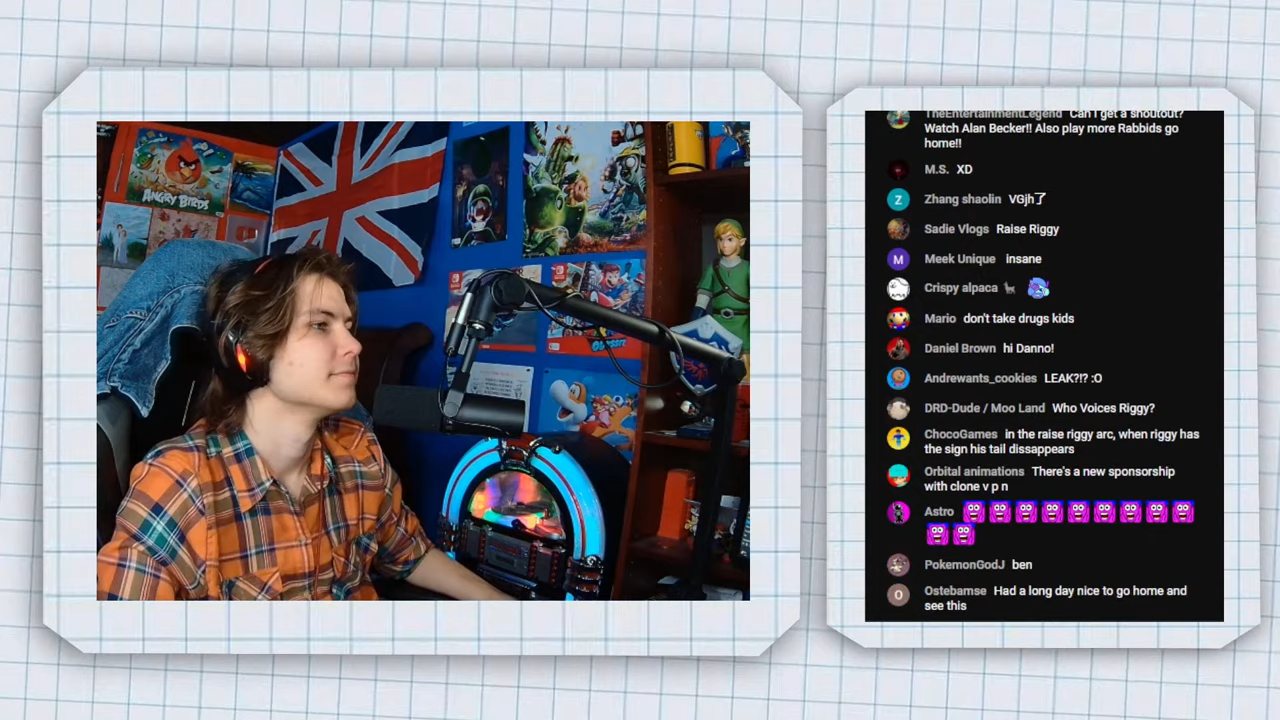 ANGRY BIRDS
TheEntertainmentLegend Can I get a shoutout?
Watch Alan Becker!! Also play more Rabbids go
home!!
M.S. XD
Z Zhang shaolin VGjh了
Sadie Vlogs Raise Riggy
M Meek Unique insane
Crispy alpaca 🦙
Mario don't take drugs kids
Daniel Brown hi Danno!
Andrewants_cookies LEAK?!? :O
DRD-Dude / Moo Land Who Voices Riggy?
ChocoGames in the raise riggy arc, when riggy has
the sign his tail dissappears
Orbital animations There's a new sponsorship
with clone v p n
Astro
PokemonGodJ ben
O Ostebamse Had a long day nice to go home and
see this